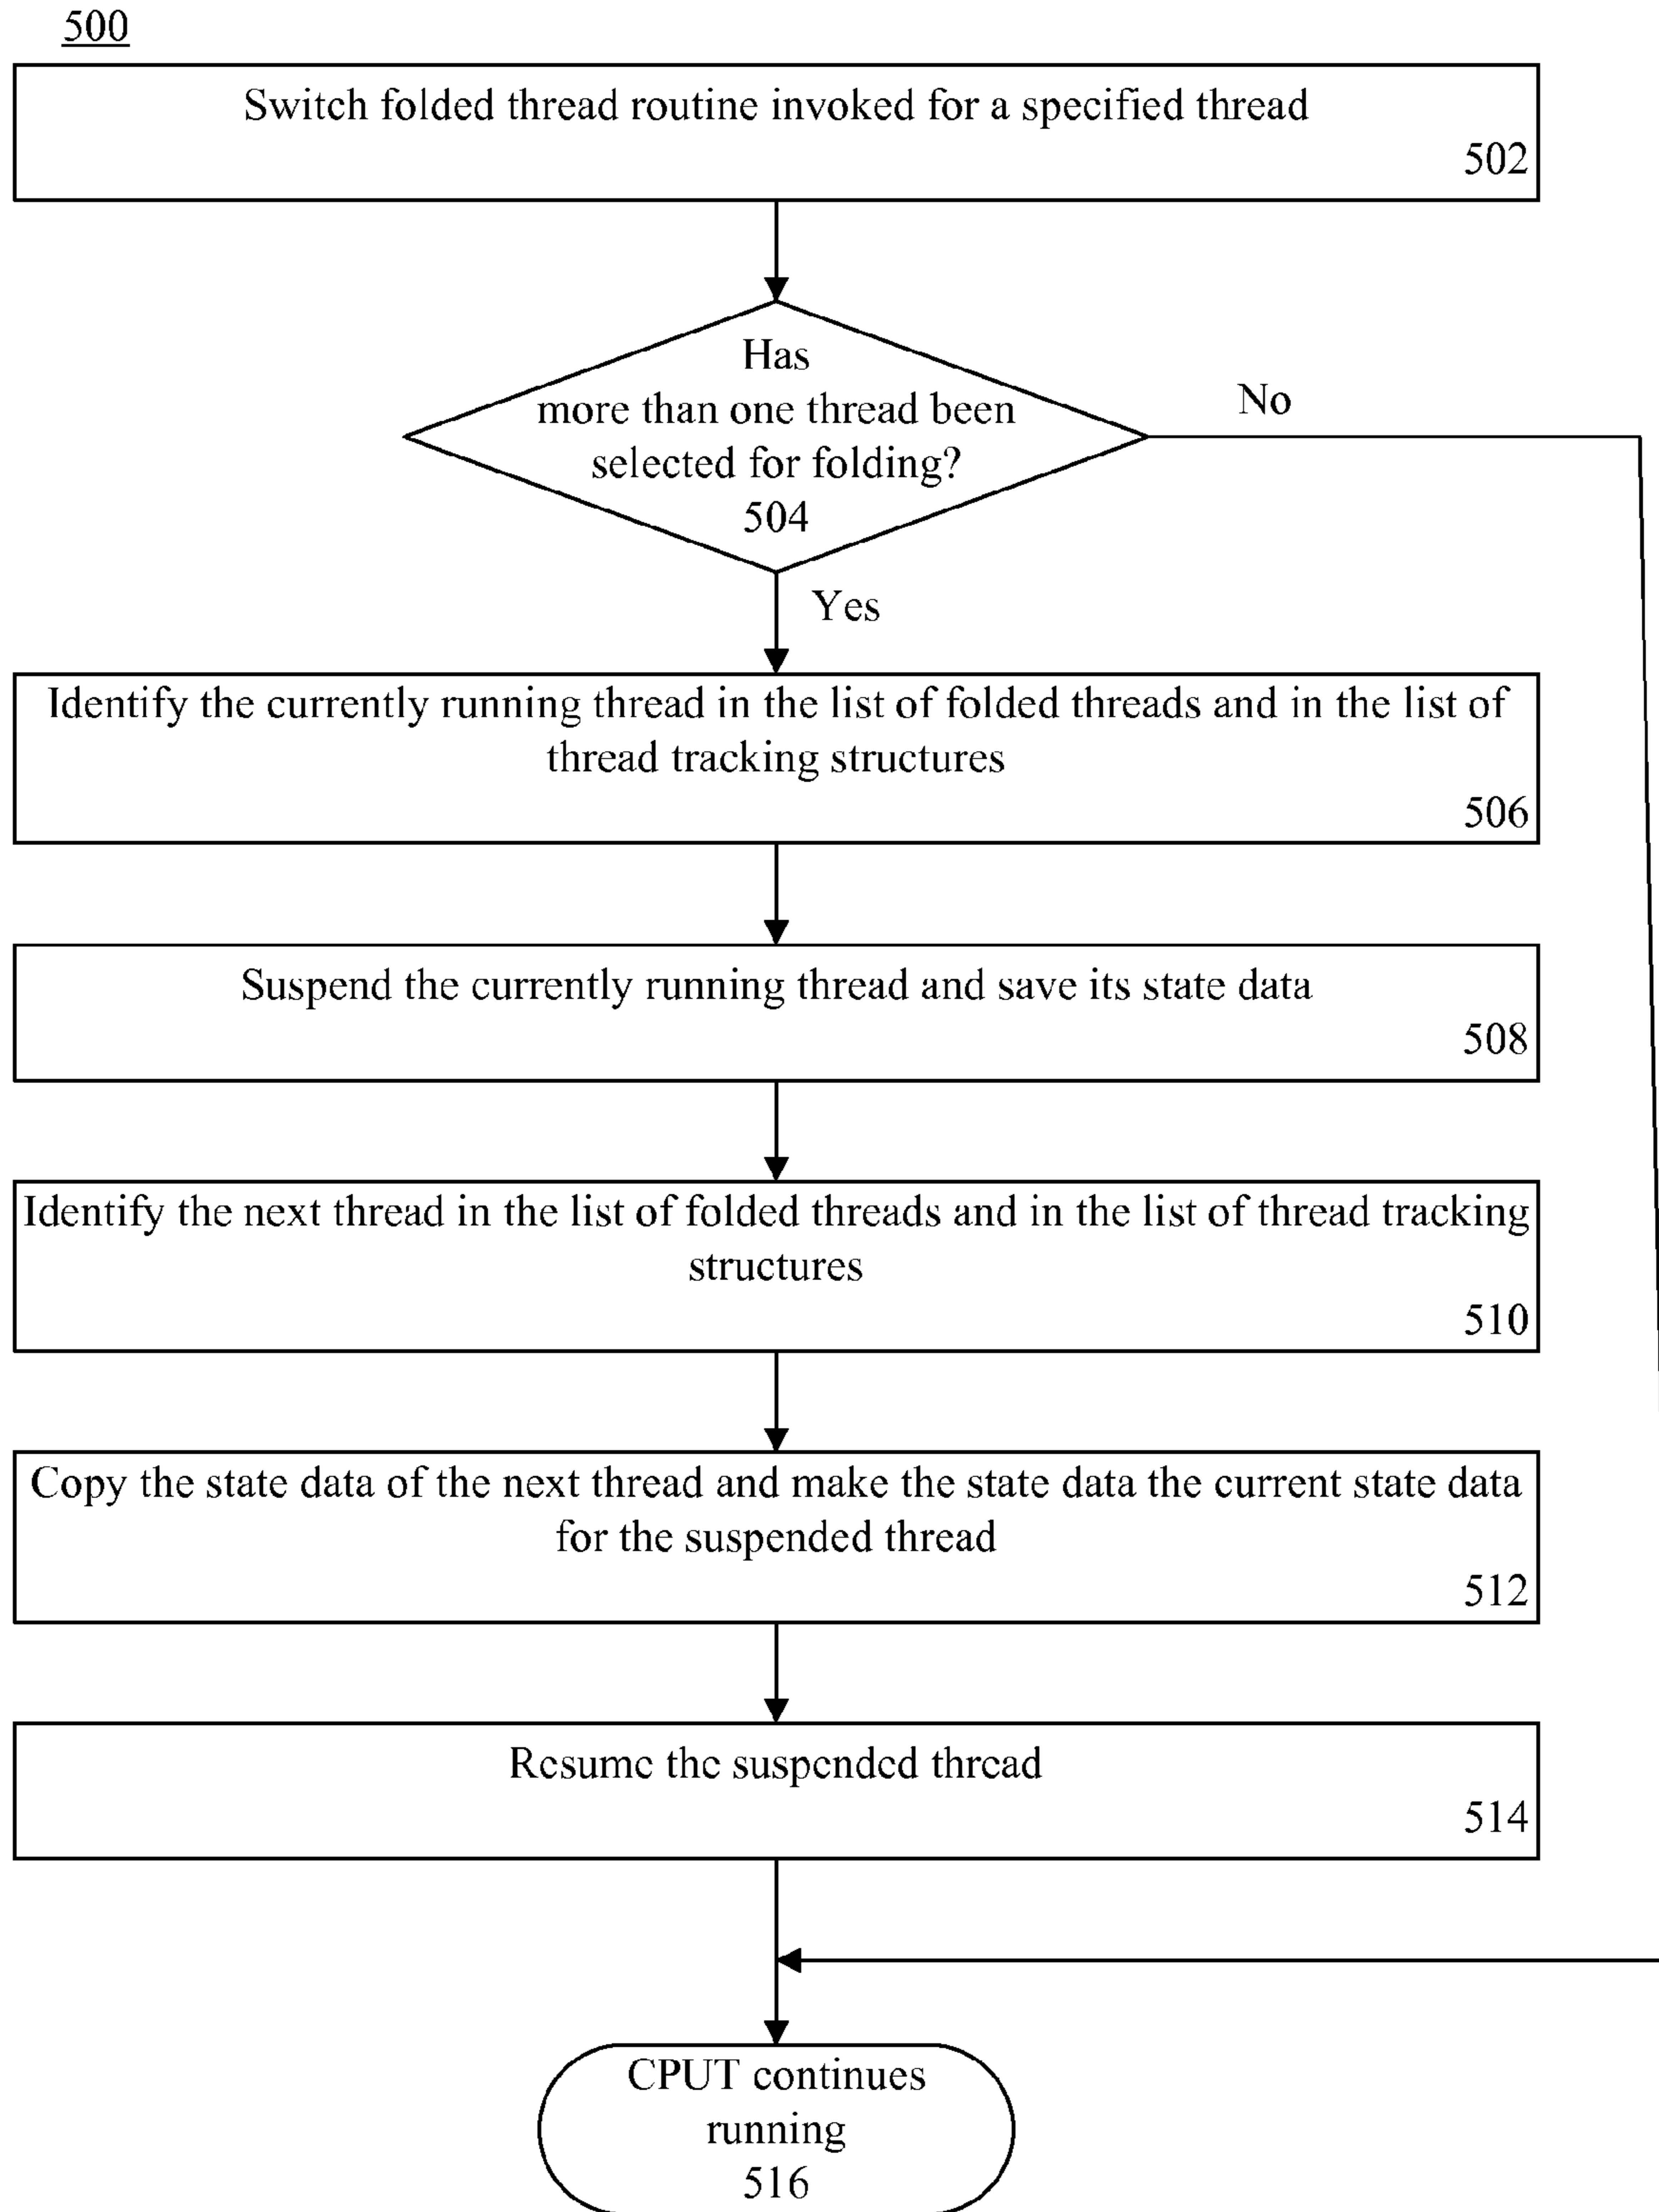 500
Switch folded thread routine invoked for a specified thread
502
Has
more than one thread been
selected for folding?
504
No
Yes
Identify the currently running thread in the list of folded threads and in the list of
thread tracking structures
506
Suspend the currently running thread and save its state data
508
Identify the next thread in the list of folded threads and in the list of thread tracking
structures
510
Copy the state data of the next thread and make the state data the current state data
for the suspended thread
512
Resume the suspended thread
514
CPUT continues
running
516